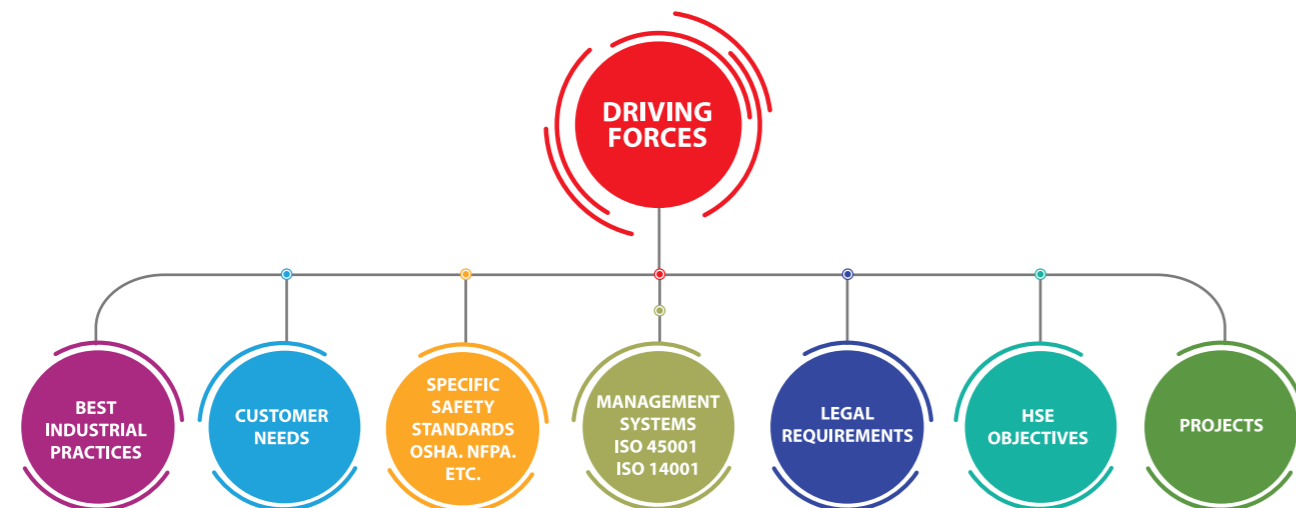 DRIVING
FORCES
BEST
INDUSTRIAL
PRACTICES
CUSTOMER
NEEDS
SPECIFIC
SAFETY
STANDARDS
OSHA. NFPA.
ETC.
MANAGEMENT
SYSTEMS
ISO 45001
ISO 14001
LEGAL
REQUIREMENTS
HSE
OBJECTIVES
PROJECTS